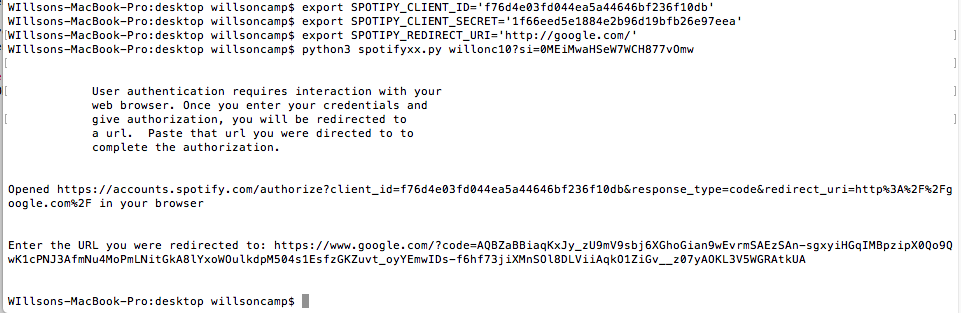 WIllsons-MacBook-Pro:desktop willsoncamp$ export SPOTIPY_CLIENT_ID='f76d4e03fd044ea5a44646bf236f10db'
WIllsons-MacBook-Pro:desktop willsoncamp$ export SPOTIPY_CLIENT_SECRET='1f66eed5e1884e2b96d19bfb26e97eea'
[WIllsons-MacBook-Pro:desktop willsoncamp$ export SPOTIPY_REDIRECT_URI='http://google.com/' ]
WIllsons-MacBook-Pro:desktop willsoncamp$ python3 spotifyxx.py willonc10?si=0MEiMwaHSeW7WCH877vOmw
[ ]
[ User authentication requires interaction with your ]
web browser. Once you enter your credentials and
[ give authorization, you will be redirected to ]
a url.  Paste that url you were directed to to
complete the authorization.
Opened https://accounts.spotify.com/authorize?client_id=f76d4e03fd044ea5a44646bf236f10db&response_type=code&redirect_uri=http%3A%2F%2Fg
oogle.com%2F in your browser
Enter the URL you were redirected to: https://www.google.com/?code=AQBZaBBiaqKxJy_zU9mV9sbj6XGhoGian9wEvrmSAEzSAn-sgxyiHGqIMBpzipX0Qo9Q
wK1cPNJ3AfmNu4MoPmLNitGkA8lYxoWOulkdpM504s1EsfzGKZuvt_oyYEmwIDs-f6hf73jiXMnSOl8DLViiAqkO1ZiGv__z07yAOKL3V5WGRAtkUA
WIllsons-MacBook-Pro:desktop willsoncamp$